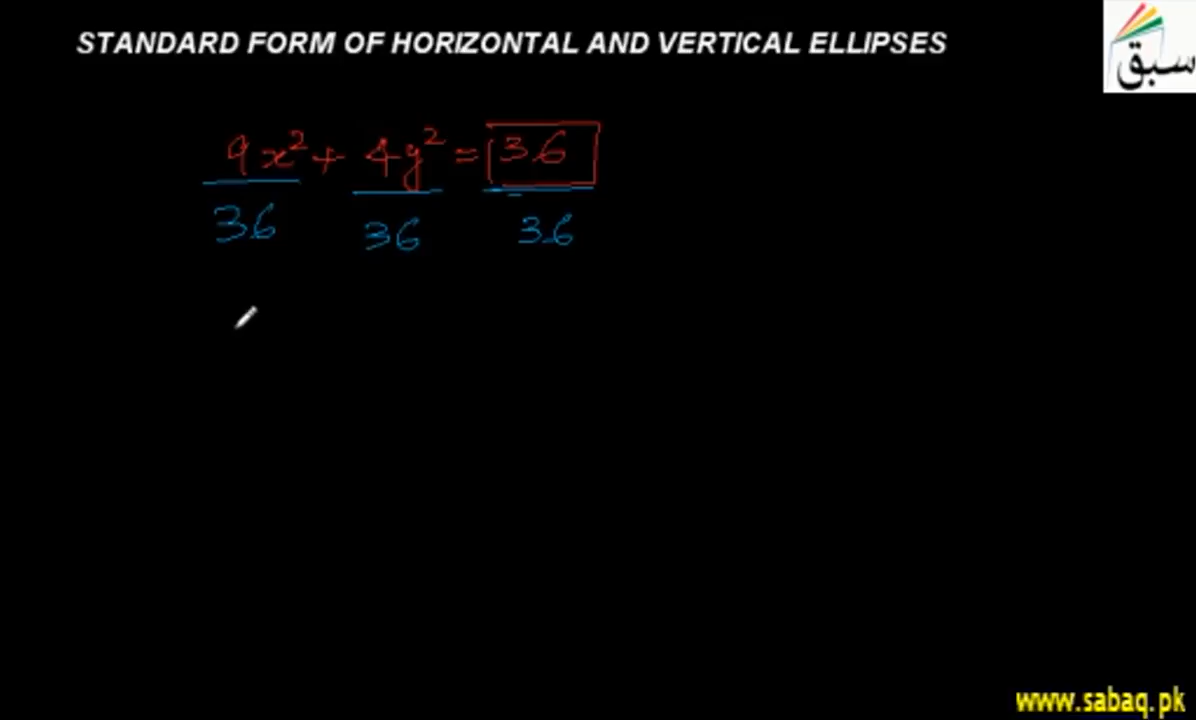 STANDARD FORM OF HORIZONTAL AND VERTICAL ELLIPSES
سبق
9x² + 4y² = 36
36 36 36
www.sabaq.pk